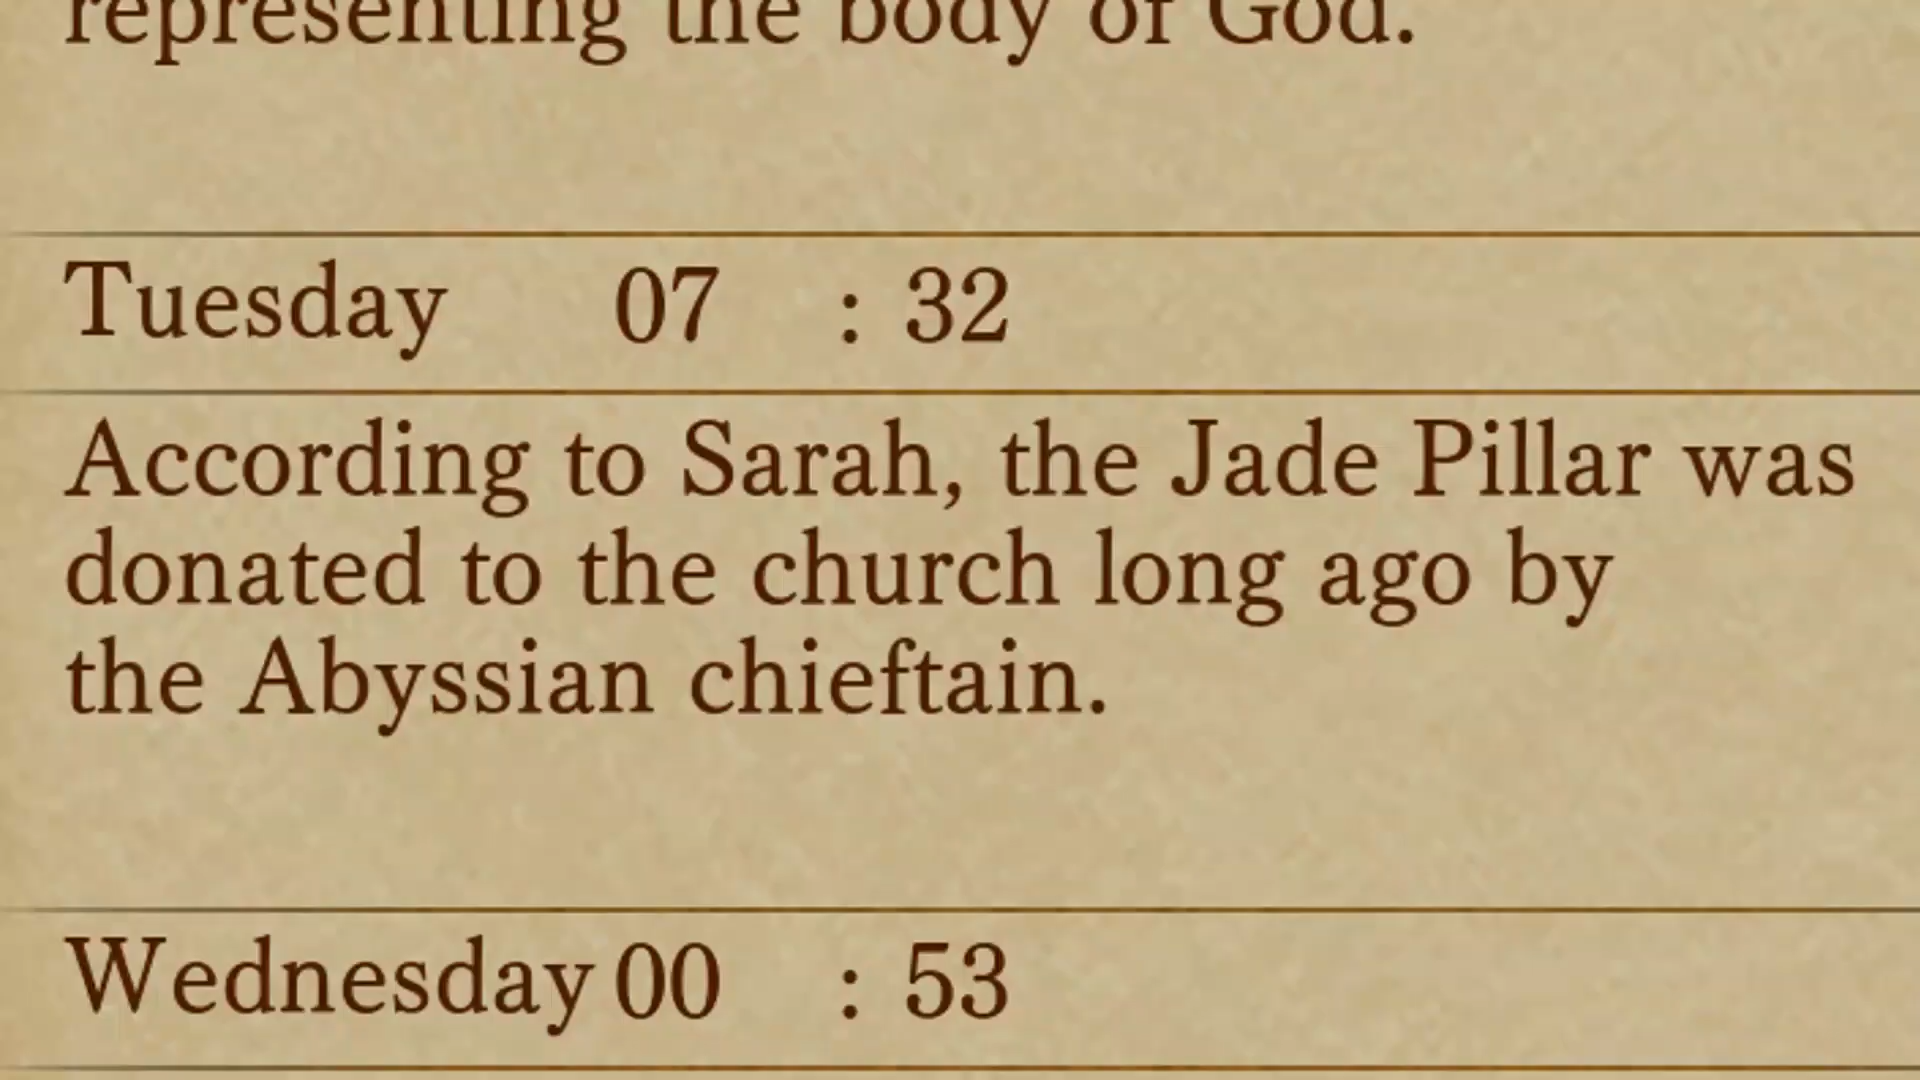 representing the body of God.
Tuesday 07 : 32
According to Sarah, the Jade Pillar was
donated to the church long ago by
the Abyssian chieftain.
Wednesday 00 : 53